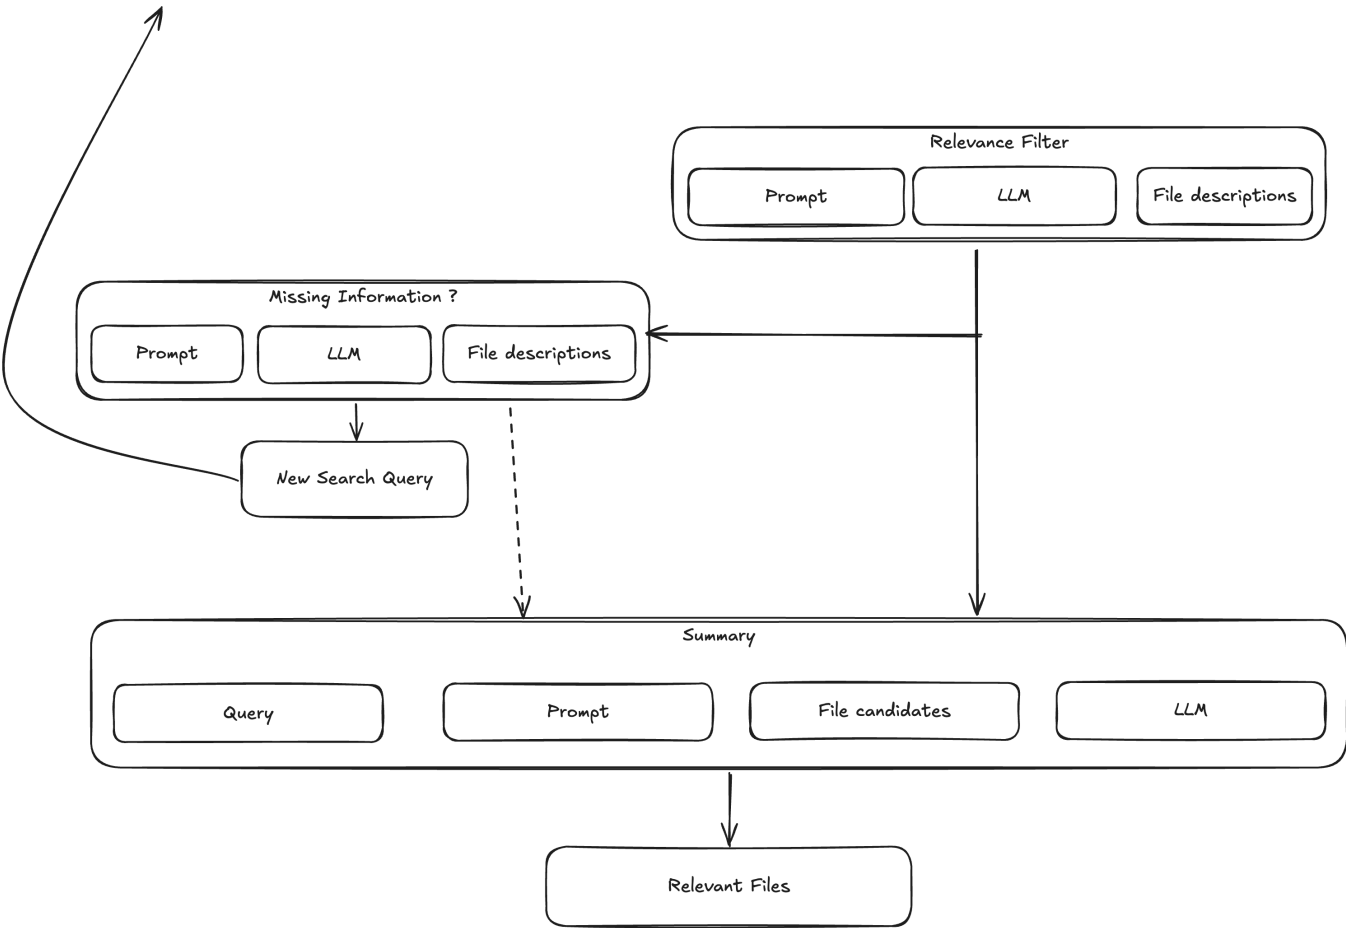 Relevance Filter
Prompt
LLM
File descriptions
Missing Information ?
Prompt
LLM
File descriptions
New Search Query
Summary
Query
Prompt
File candidates
LLM
Relevant Files